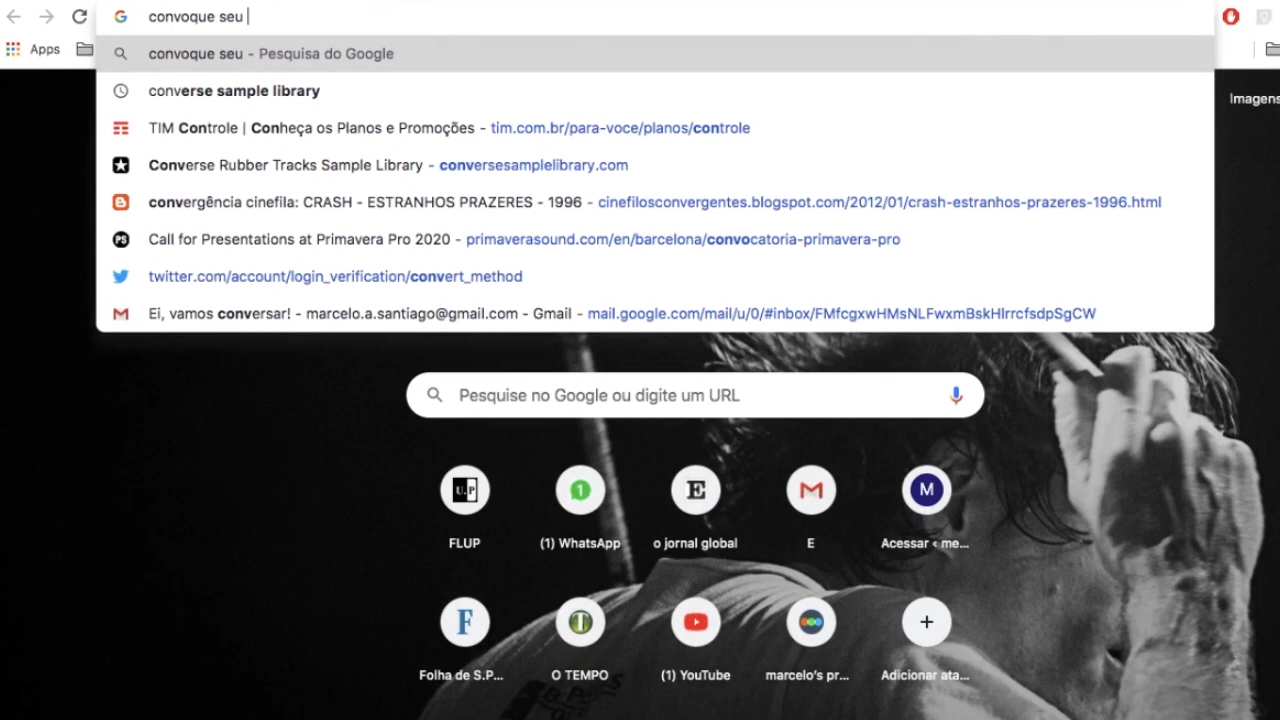 convoque seu
Apps
convoque seu - Pesquisa do Google
converse sample library
Imagens
TIM Controle | Conheça os Planos e Promoções - tim.com.br/para-voce/planos/controle
Converse Rubber Tracks Sample Library - conversesamplelibrary.com
convergência cinefila: CRASH - ESTRANHOS PRAZERES - 1996 - cinefilosconvergentes.blogspot.com/2012/01/crash-estranhos-prazeres-1996.html
PS
Call for Presentations at Primavera Pro 2020 - primaverasound.com/en/barcelona/convocatoria-primavera-pro
twitter.com/account/login_verification/convert_method
Ei, vamos conversar! - marcelo.a.santiago@gmail.com - Gmail - mail.google.com/mail/u/0/#inbox/FMfcgxwHMsNLFwxmBskHlrrcfsdpSgCW
Pesquise no Google ou digite um URL
U.P 1 E M
FLUP (1) WhatsApp o jornal global E Acessar ‹ me...
F T
Folha de S.P... O TEMPO (1) YouTube marcelo's pr... Adicionar ata...